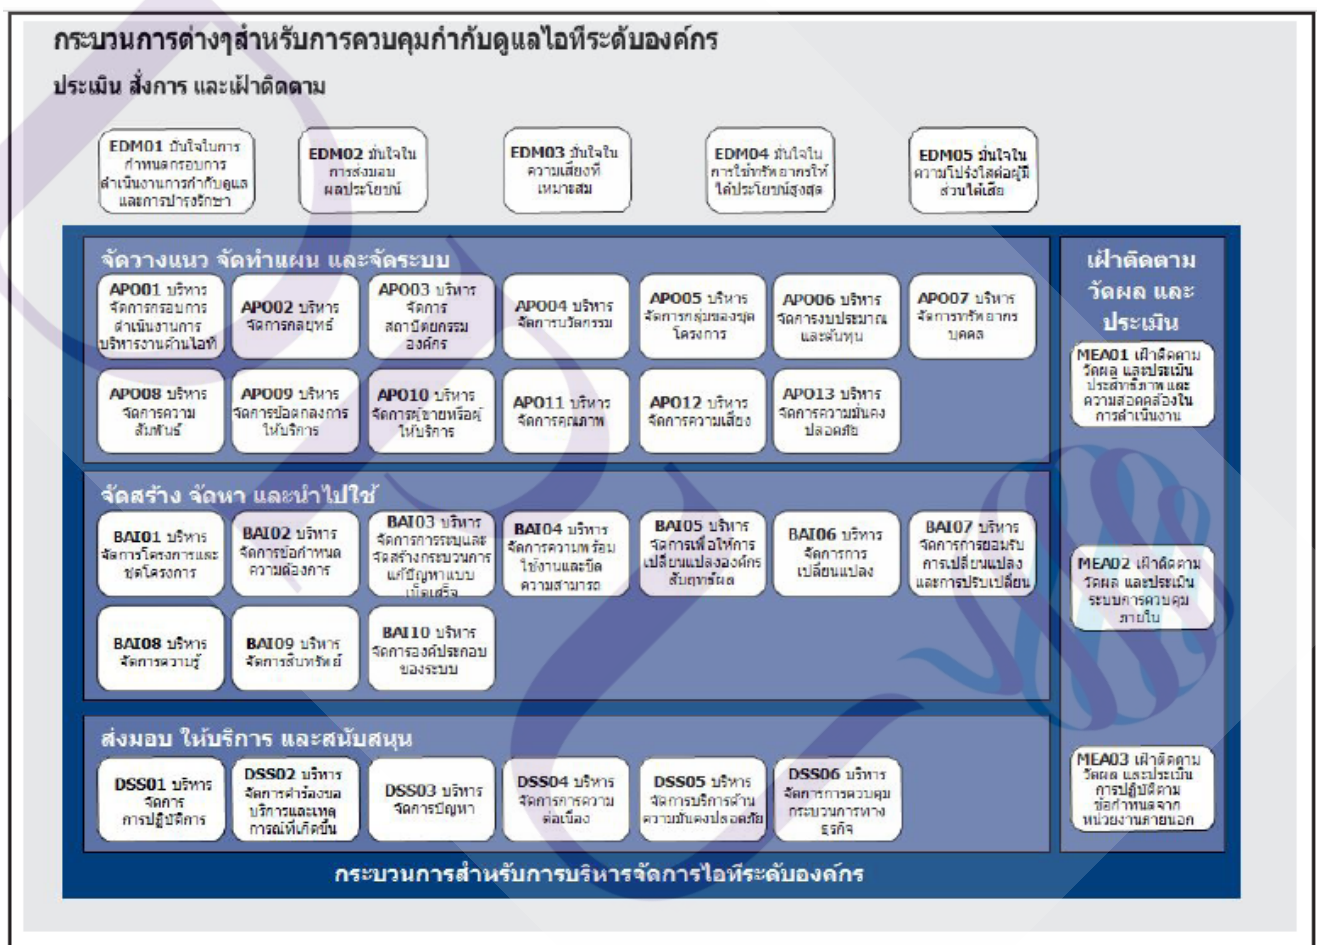 กระบวนการต่างๆสำหรับการควบคุมกำกับดูแลไอทีระดับองค์กร
ประเมิน สั่งการ และเฝ้าติดตาม
EDM01 มั่นใจในการ
กำหนดกรอบการ
ดำเนินงานการกำกับดูแล
และการบำรุงรักษา
EDM02 มั่นใจใน
การส่งมอบ
ผลประโยชน์
EDM03 มั่นใจใน
ความเสี่ยงที่
เหมาะสม
EDM04 มั่นใจใน
การใช้ทรัพยากรให้
ได้ประโยชน์สูงสุด
EDM05 มั่นใจใน
ความโปร่งใสต่อผู้มี
ส่วนได้เสีย
จัดวางแนว จัดทำแผน และจัดระบบ
APO01 บริหาร
จัดการกรอบการ
ดำเนินงานการ
บริหารงานด้านไอที
APO02 บริหาร
จัดการกลยุทธ์
APO03 บริหาร
จัดการ
สถาปัตยกรรม
องค์กร
APO04 บริหาร
จัดการนวัตกรรม
APO05 บริหาร
จัดการกลุ่มของชุด
โครงการ
APO06 บริหาร
จัดการงบประมาณ
และต้นทุน
APO07 บริหาร
จัดการทรัพยากร
บุคคล
APO08 บริหาร
จัดการความ
สัมพันธ์
APO09 บริหาร
จัดการข้อตกลงการ
ให้บริการ
APO10 บริหาร
จัดการผู้ขายหรือผู้
ให้บริการ
APO11 บริหาร
จัดการคุณภาพ
APO12 บริหาร
จัดการความเสี่ยง
APO13 บริหาร
จัดการความมั่นคง
ปลอดภัย
จัดสร้าง จัดหา และนำไปใช้
BAI01 บริหาร
จัดการโครงการและ
ชุดโครงการ
BAI02 บริหาร
จัดการข้อกำหนด
ความต้องการ
BAI03 บริหาร
จัดการการระบุและ
จัดสร้างกระบวนการ
แก้ปัญหาแบบ
เบ็ดเสร็จ
BAI04 บริหาร
จัดการความพร้อม
ใช้งานและขีด
ความสามารถ
BAI05 บริหาร
จัดการเพื่อให้การ
เปลี่ยนแปลงองค์กร
สัมฤทธิ์ผล
BAI06 บริหาร
จัดการการ
เปลี่ยนแปลง
BAI07 บริหาร
จัดการการยอมรับ
การเปลี่ยนแปลง
และการปรับเปลี่ยน
BAI08 บริหาร
จัดการความรู้
BAI09 บริหาร
จัดการสินทรัพย์
BAI10 บริหาร
จัดการองค์ประกอบ
ของระบบ
ส่งมอบ ให้บริการ และสนับสนุน
DSS01 บริหาร
จัดการ
การปฏิบัติการ
DSS02 บริหาร
จัดการคำร้องขอ
บริการและเหตุ
การณ์ที่เกิดขึ้น
DSS03 บริหาร
จัดการปัญหา
DSS04 บริหาร
จัดการการความ
ต่อเนื่อง
DSS05 บริหาร
จัดการบริการด้าน
ความมั่นคงปลอดภัย
DSS06 บริหาร
จัดการการควบคุม
กระบวนการทาง
ธุรกิจ
เฝ้าติดตาม
วัดผล และ
ประเมิน
MEA01 เฝ้าติดตาม
วัดผล และประเมิน
ประสิทธิภาพและ
ความสอดคล้องใน
การดำเนินงาน
MEA02 เฝ้าติดตาม
วัดผล และประเมิน
ระบบการควบคุม
ภายใน
MEA03 เฝ้าติดตาม
วัดผล และประเมิน
การปฏิบัติตาม
ข้อกำหนดจาก
หน่วยงานภายนอก
กระบวนการสำหรับการบริหารจัดการไอทีระดับองค์กร